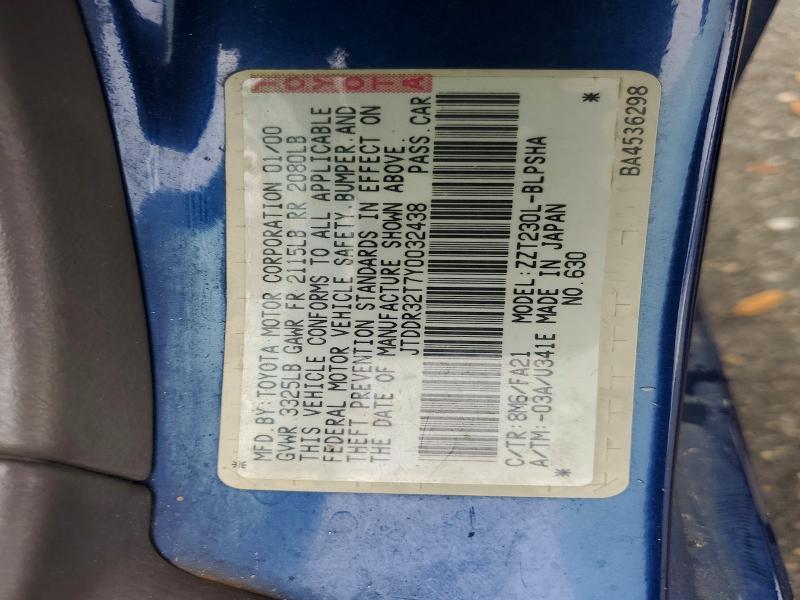 TOYOTA
MFD.BY:TOYOTA MOTOR CORPORATION 01/00
GVWR 3325LB GAWR FR 2115LB RR 2080LB
THIS VEHICLE CONFORMS TO ALL APPLICABLE
FEDERAL MOTOR VEHICLE SAFETY.BUMPER.AND
THEFT PREVENTION STANDARDS IN EFFECT ON
THE DATE OF MANUFACTURE SHOWN ABOVE.
JTDDR32T7Y0032438 PASS.CAR
C/TR:8M6/FA21 MODEL:ZZT230L-BLPSHA
A/TM:-03A/U341E MADE IN JAPAN
NO.630
BA4536298